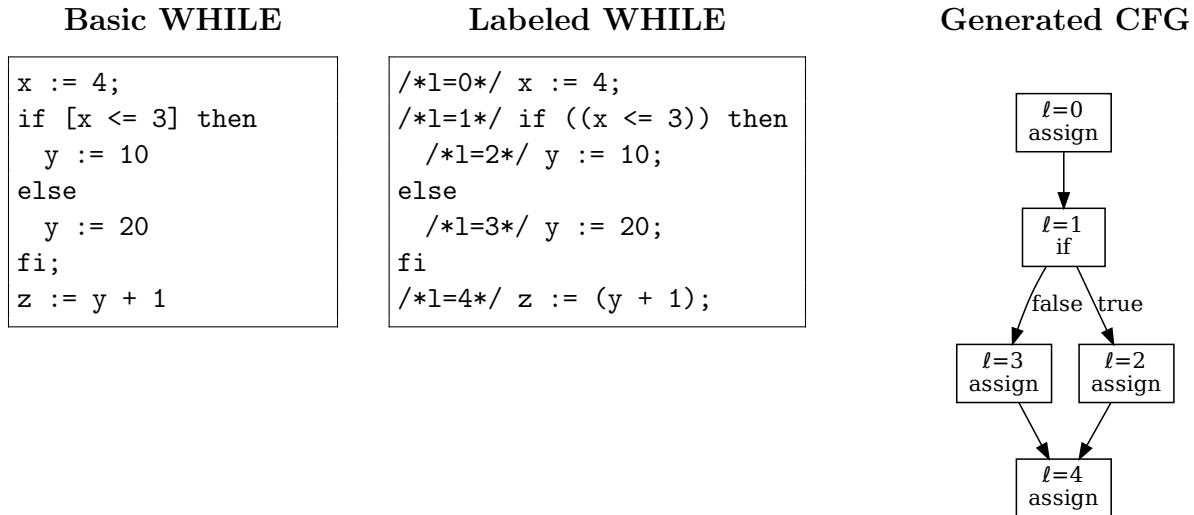 Basic WHILE
x := 4;
if [x <= 3] then
  y := 10
else
  y := 20
fi;
z := y + 1
Labeled WHILE
/*l=0*/ x := 4;
/*l=1*/ if ((x <= 3)) then
  /*l=2*/ y := 10;
else
  /*l=3*/ y := 20;
fi
/*l=4*/ z := (y + 1);
Generated CFG
ℓ=0
assign
ℓ=1
if
false
true
ℓ=3
assign
ℓ=2
assign
ℓ=4
assign